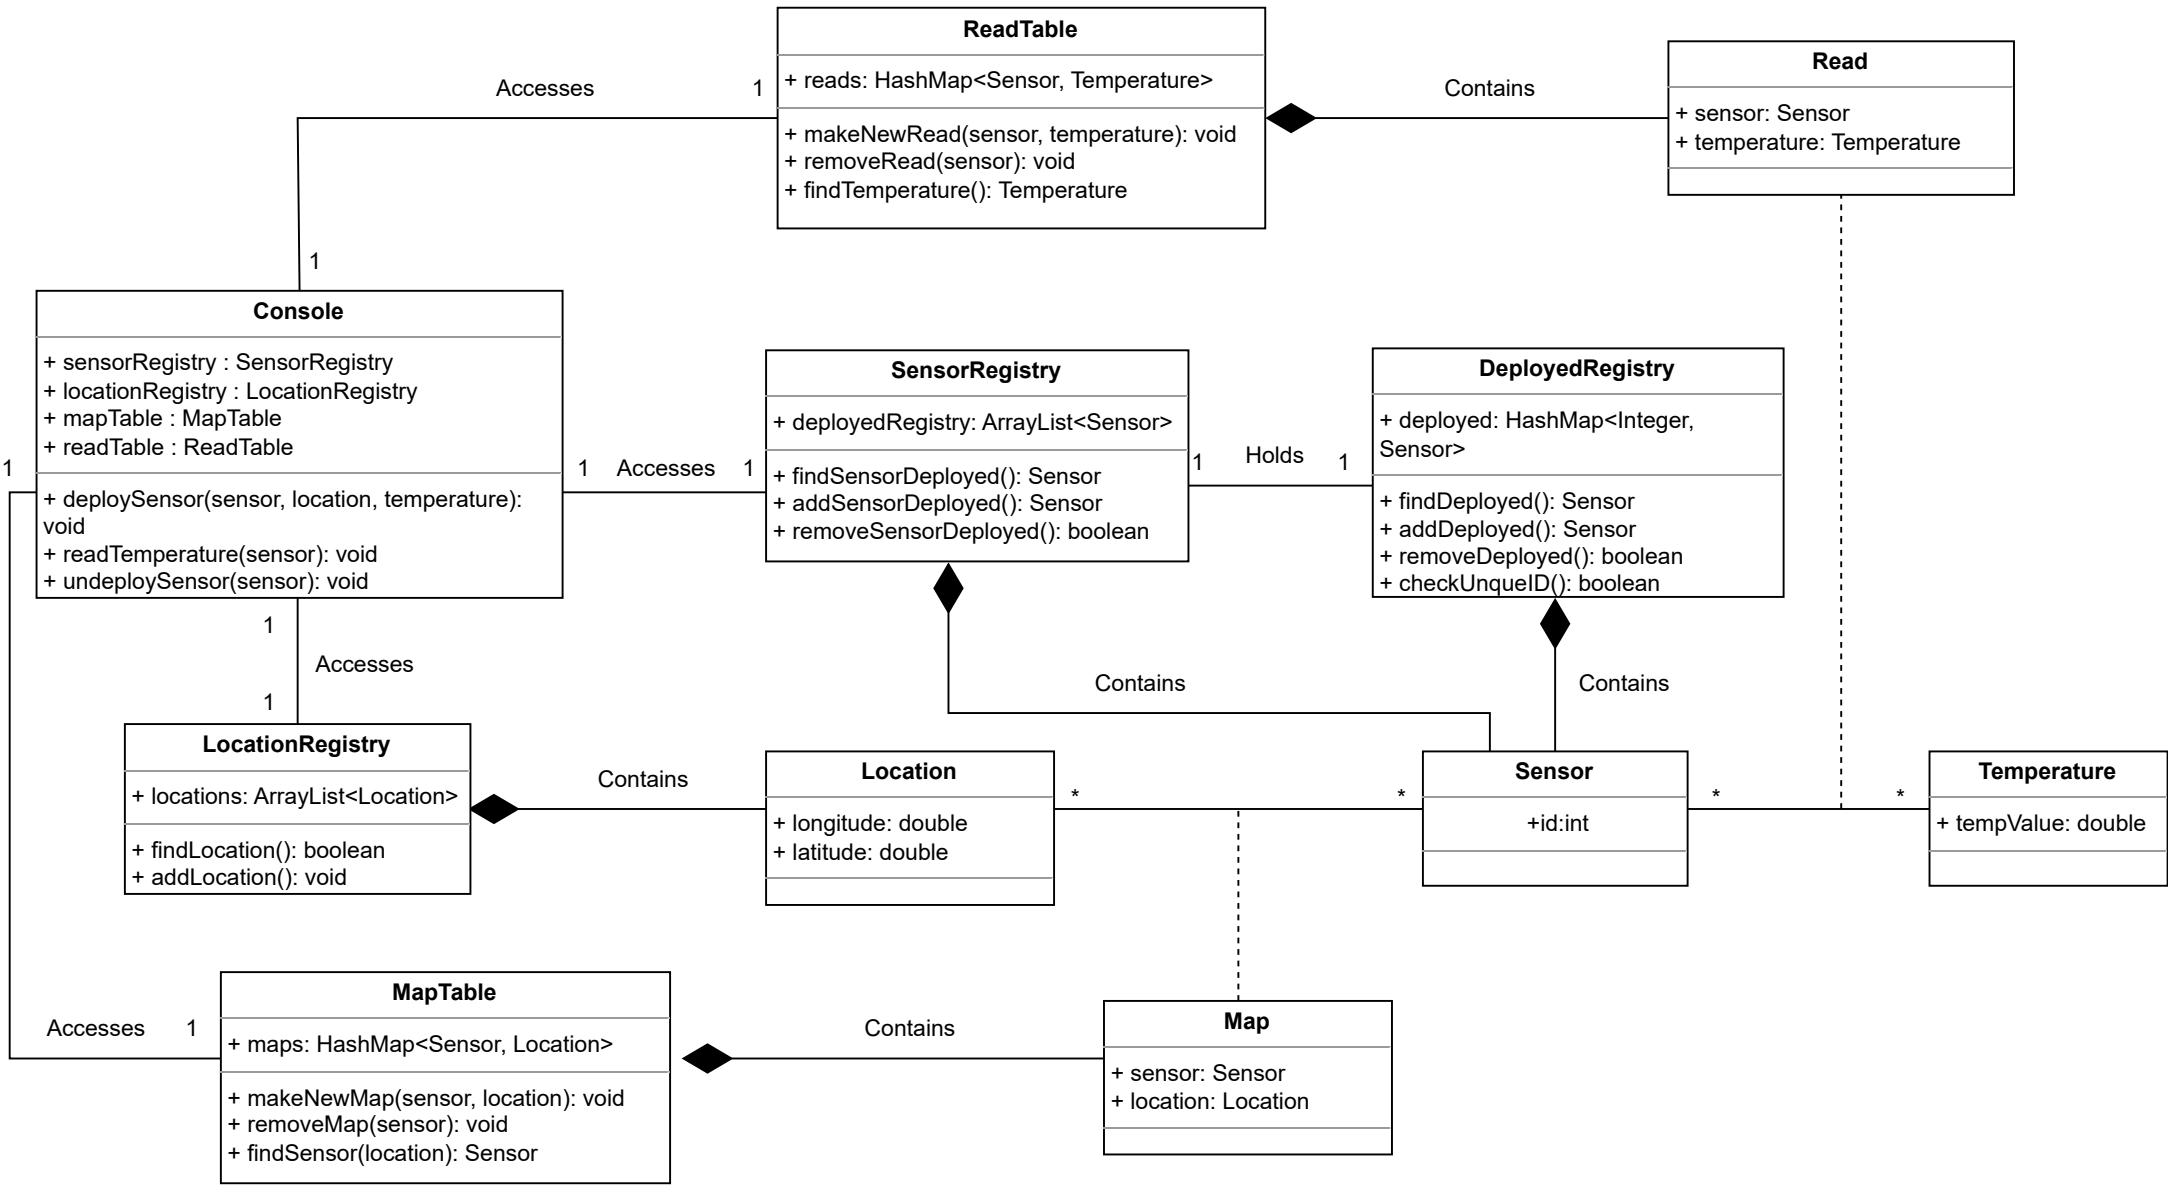 ReadTable
+ reads: HashMap<Sensor, Temperature>
+ makeNewRead(sensor, temperature): void
+ removeRead(sensor): void
+ findTemperature(): Temperature
Accesses
1
1
Contains
Read
+ sensor: Sensor
+ temperature: Temperature
Console
+ sensorRegistry : SensorRegistry
+ locationRegistry : LocationRegistry
+ mapTable : MapTable
+ readTable : ReadTable
+ deploySensor(sensor, location, temperature):
void
+ readTemperature(sensor): void
+ undeploySensor(sensor): void
1
1
Accesses
1
SensorRegistry
+ deployedRegistry: ArrayList<Sensor>
+ findSensorDeployed(): Sensor
+ addSensorDeployed(): Sensor
+ removeSensorDeployed(): boolean
1
Holds
1
DeployedRegistry
+ deployed: HashMap<Integer,
Sensor>
+ findDeployed(): Sensor
+ addDeployed(): Sensor
+ removeDeployed(): boolean
+ checkUnqueID(): boolean
1
Accesses
1
Contains
Contains
LocationRegistry
+ locations: ArrayList<Location>
+ findLocation(): boolean
+ addLocation(): void
Contains
Location
+ longitude: double
+ latitude: double
*
*
Sensor
+id:int
*
*
Temperature
+ tempValue: double
Accesses
1
MapTable
+ maps: HashMap<Sensor, Location>
+ makeNewMap(sensor, location): void
+ removeMap(sensor): void
+ findSensor(location): Sensor
Contains
Map
+ sensor: Sensor
+ location: Location